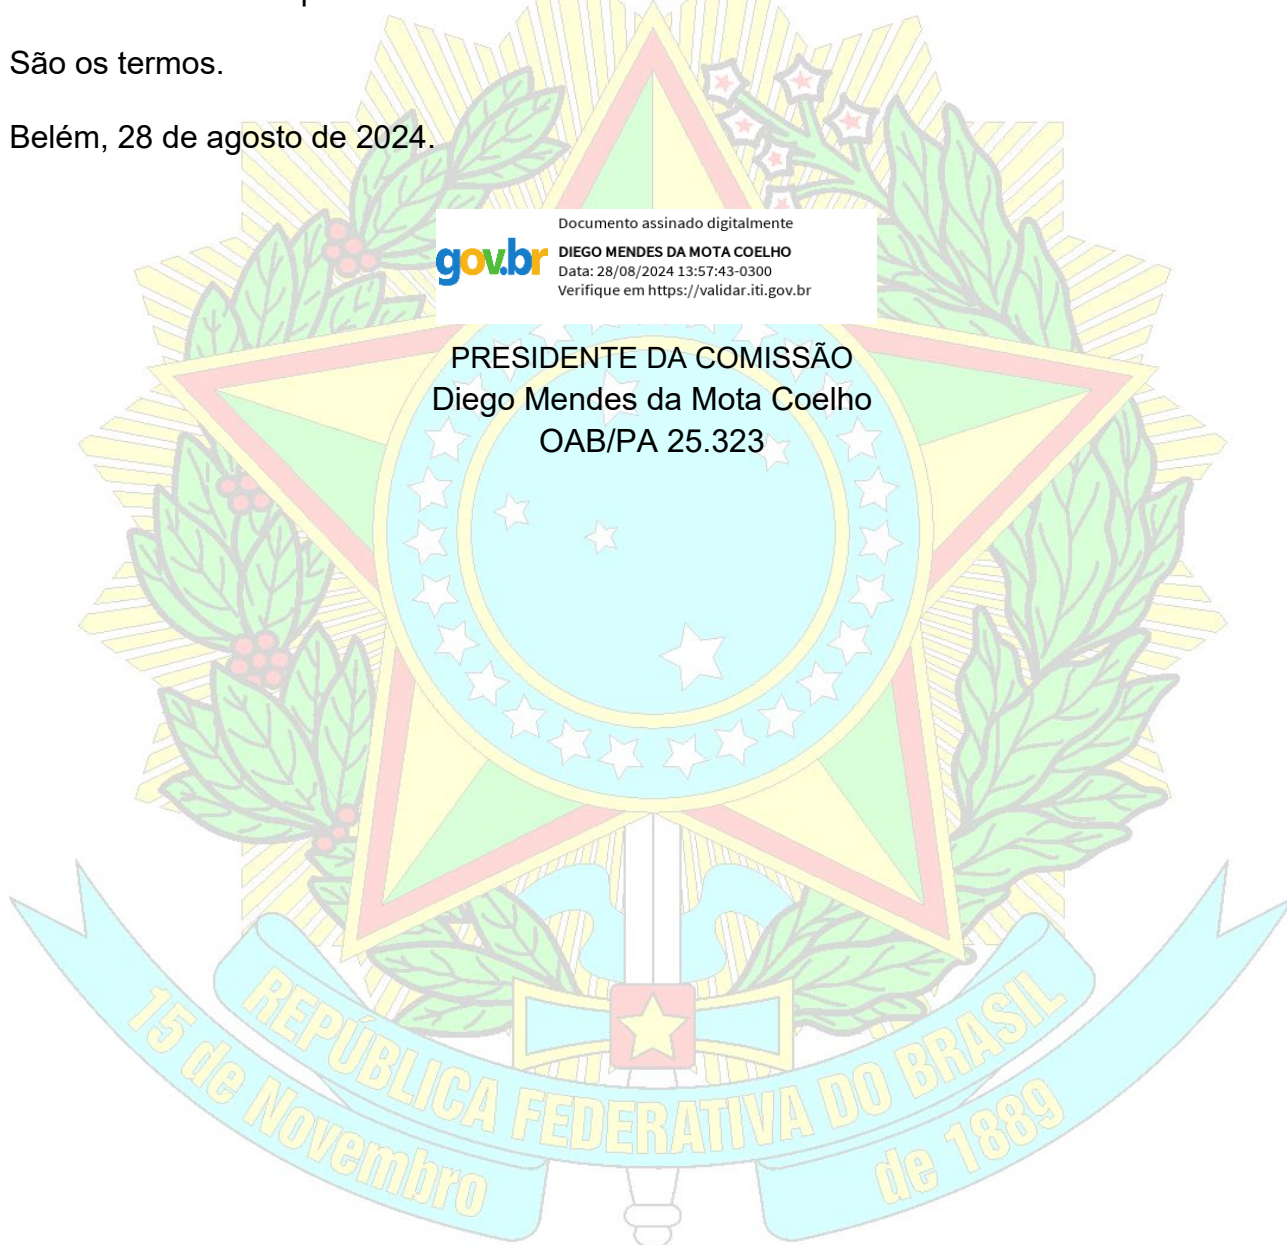 São os termos.
Belém, 28 de agosto de 2024.
Documento assinado digitalmente
gov.br
DIEGO MENDES DA MOTA COELHO
Data: 28/08/2024 13:57:43-0300
Verifique em https://validar.iti.gov.br
PRESIDENTE DA COMISSÃO
Diego Mendes da Mota Coelho
OAB/PA 25.323
REPÚBLICA FEDERATIVA DO BRASIL
15 de Novembro
de 1889